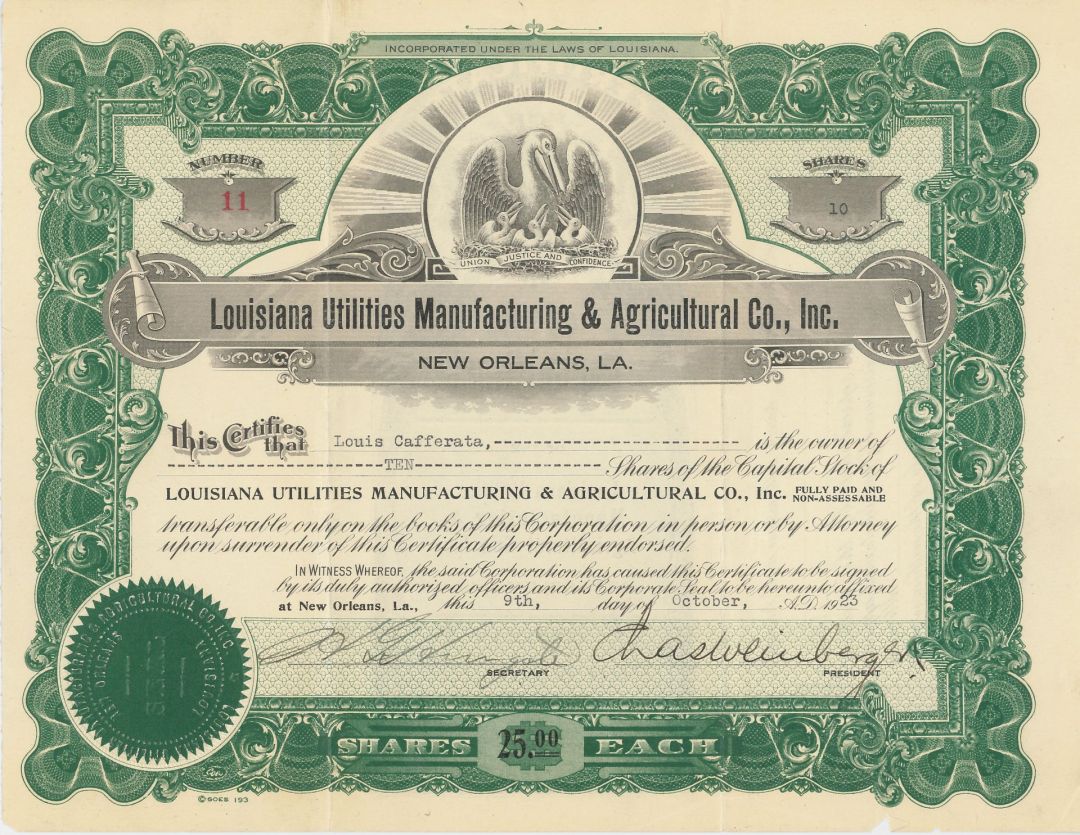 INCORPORATED UNDER THE LAWS OF LOUISIANA.
NUMBER
11
SHARES
10
UNION JUSTICE AND CONFIDENCE
Louisiana Utilities Manufacturing & Agricultural Co., Inc.
NEW ORLEANS, LA.
This Certifies that Louis Cafferata, is the owner of
TEN Shares of the Capital Stock of
LOUISIANA UTILITIES MANUFACTURING & AGRICULTURAL CO., Inc. FULLY PAID AND NON-ASSESSABLE
transferable only on the books of this Corporation in person or by Attorney
upon surrender of this Certificate properly endorsed.
IN WITNESS WHEREOF, the said Corporation has caused this Certificate to be signed
by its duly authorized officers and its Corporate Seal to be hereunto affixed
at New Orleans, La., this 9th, day of October, A.D. 1923
Chas Weinberger
SECRETARY
PRESIDENT
AGRICULTURAL CO. INC.
SHARES $25.00 EACH
© GOES 193